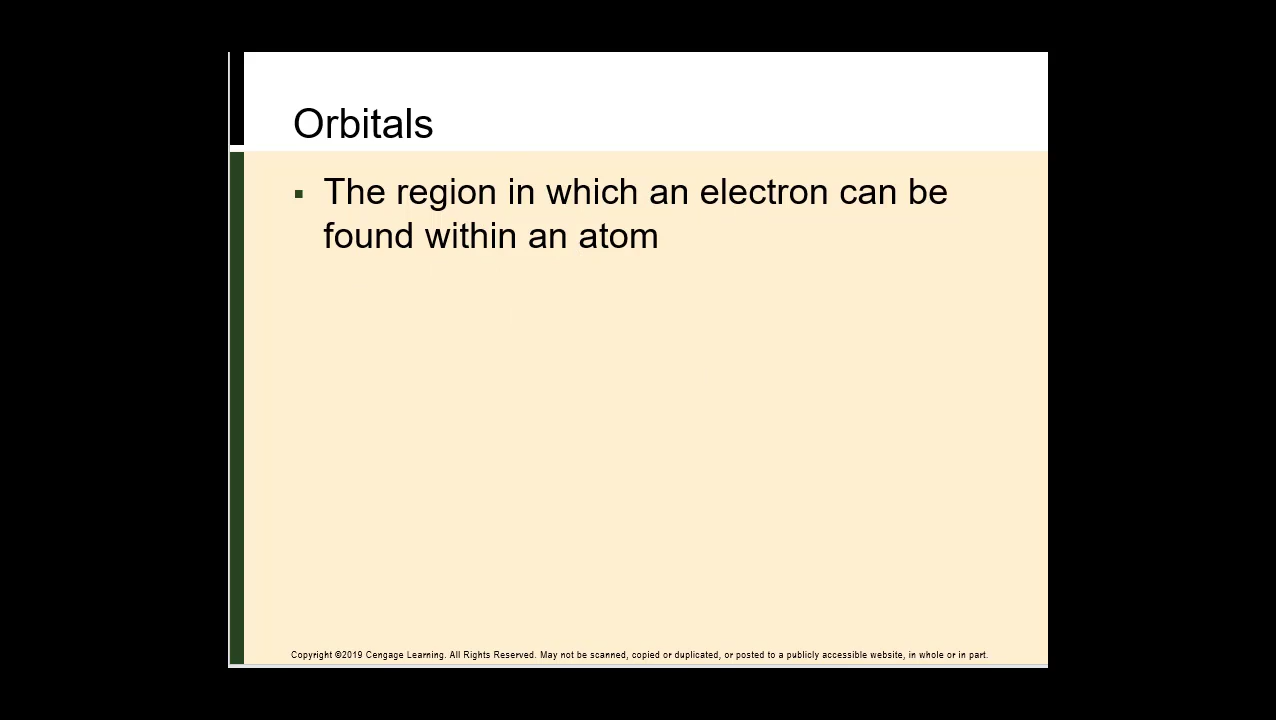 Orbitals
▪ The region in which an electron can be
found within an atom
Copyright ©2019 Cengage Learning. All Rights Reserved. May not be scanned, copied or duplicated, or posted to a publicly accessible website, in whole or in part.